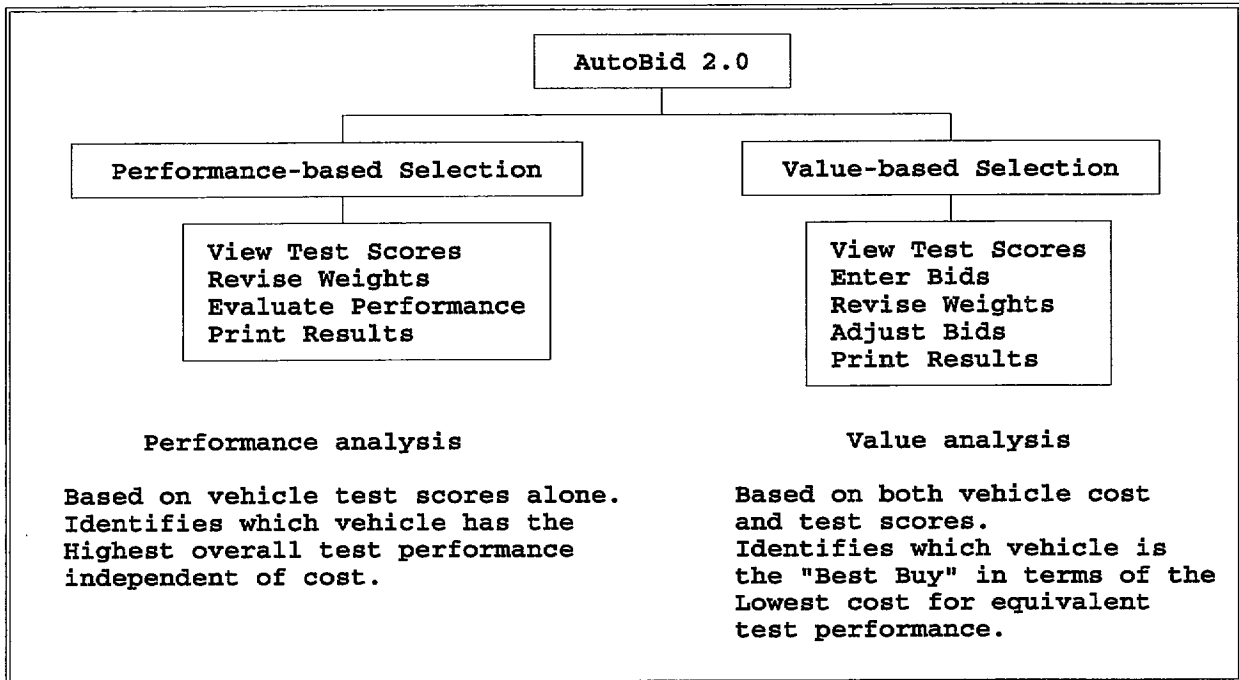 AutoBid 2.0
Performance-based Selection
View Test Scores
Revise Weights
Evaluate Performance
Print Results
Performance analysis
Based on vehicle test scores alone.
Identifies which vehicle has the
Highest overall test performance
independent of cost.
Value-based Selection
View Test Scores
Enter Bids
Revise Weights
Adjust Bids
Print Results
Value analysis
Based on both vehicle cost
and test scores.
Identifies which vehicle is
the "Best Buy" in terms of the
Lowest cost for equivalent
test performance.